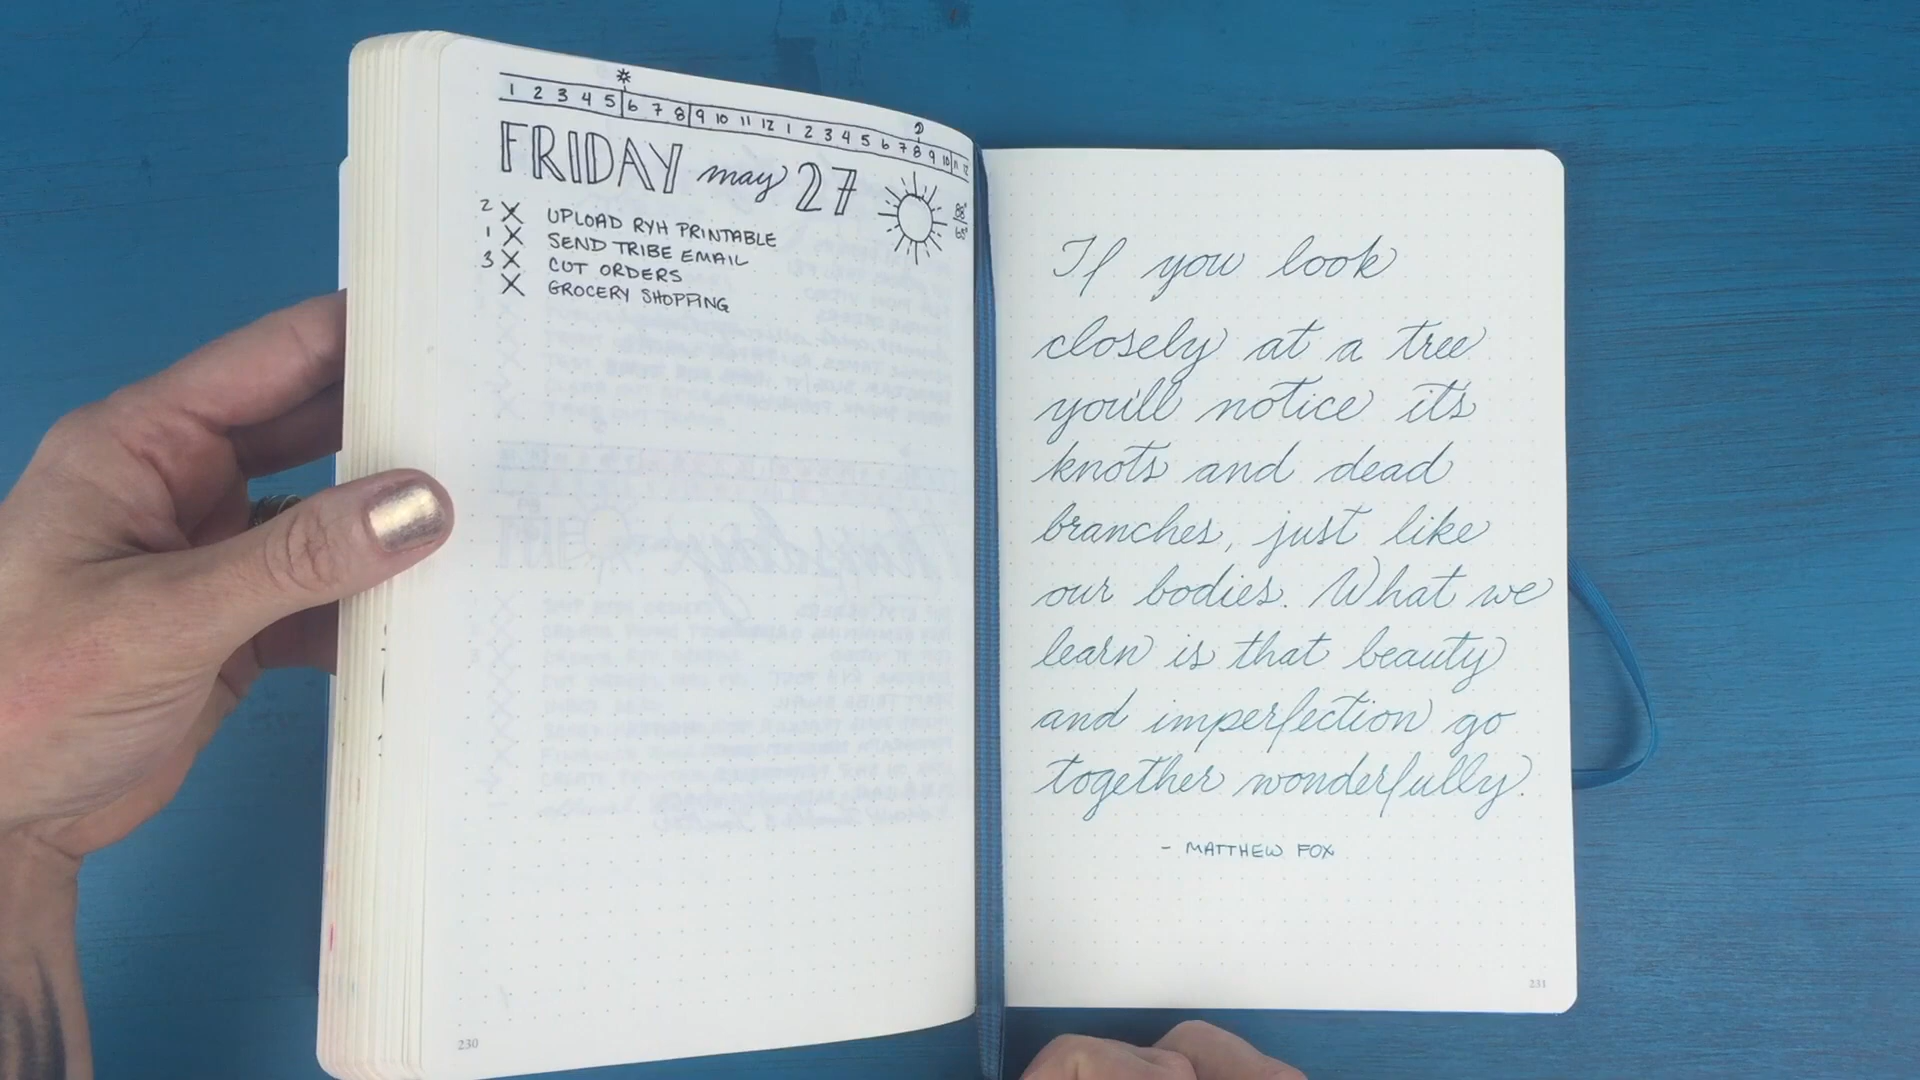 1 2 3 4 5 6 7 8 9 10 11 12 1 2 3 4 5 6 7 8 9 10 11 12
FRIDAY may 27
2 X UPLOAD RYH PRINTABLE
1 X SEND TRIBE EMAIL
3 X CUT ORDERS
X GROCERY SHOPPING
230
If you look
closely at a tree
you'll notice it's
knots and dead
branches, just like
our bodies. What we
learn is that beauty
and imperfection go
together wonderfully.
- MATTHEW FOX
231